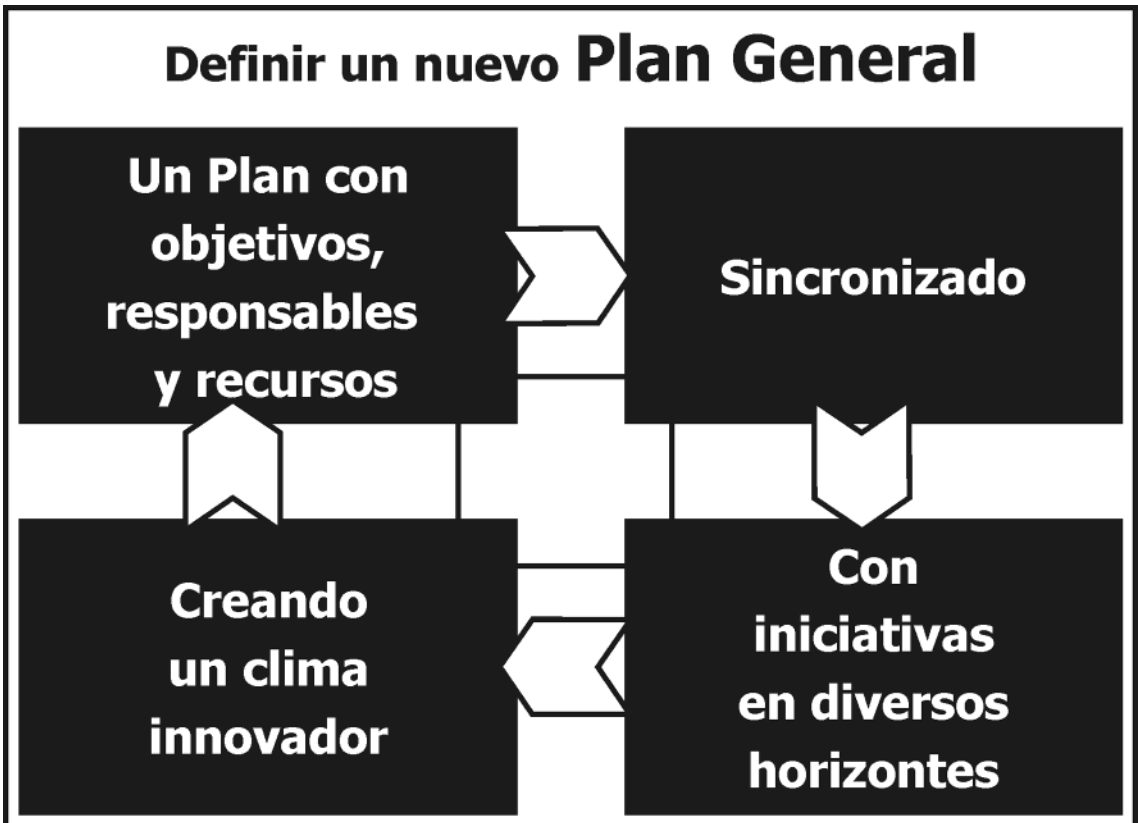 Definir un nuevo Plan General
Un Plan con
objetivos,
responsables
y recursos
Sincronizado
Con
iniciativas
en diversos
horizontes
Creando
un clima
innovador